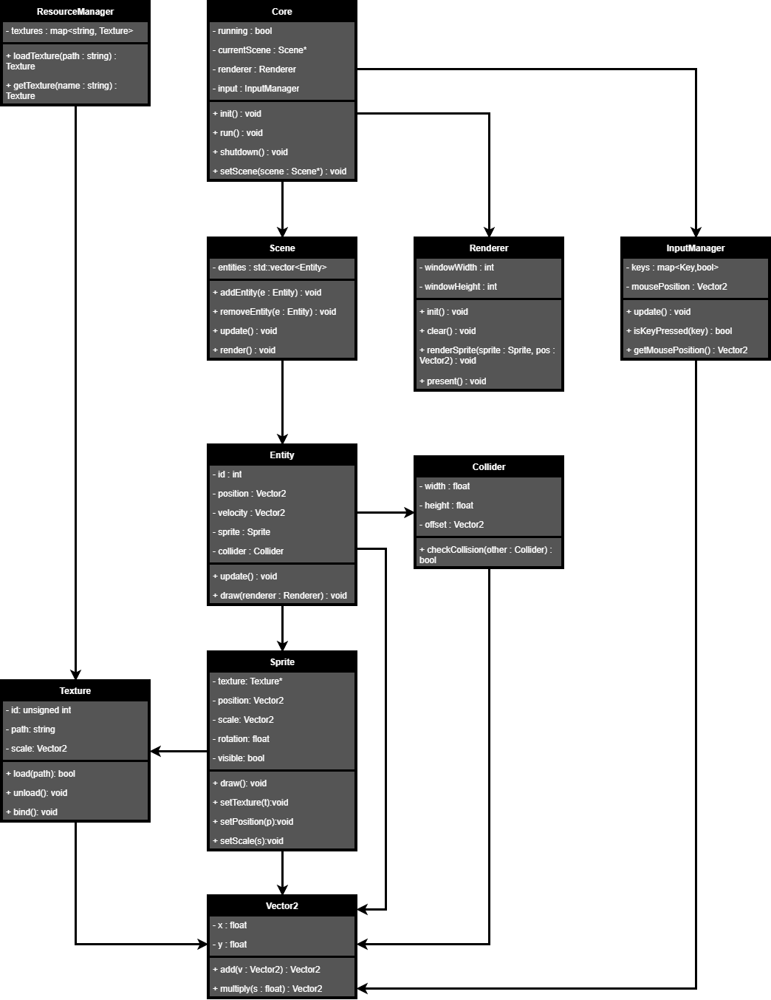 ResourceManager
- textures : map<string, Texture>
+ loadTexture(path : string) :
Texture
+ getTexture(name : string) :
Texture
Core
- running : bool
- currentScene : Scene*
- renderer : Renderer
- input : InputManager
+ init() : void
+ run() : void
+ shutdown() : void
+ setScene(scene : Scene*) : void
Scene
- entities : std::vector<Entity>
+ addEntity(e : Entity) : void
+ removeEntity(e : Entity) : void
+ update() : void
+ render() : void
Renderer
- windowWidth : int
- windowHeight : int
+ init() : void
+ clear() : void
+ renderSprite(sprite : Sprite, pos :
Vector2) : void
+ present() : void
InputManager
- keys : map<Key,bool>
- mousePosition : Vector2
+ update() : void
+ isKeyPressed(key) : bool
+ getMousePosition() : Vector2
Entity
- id : int
- position : Vector2
- velocity : Vector2
- sprite : Sprite
- collider : Collider
+ update() : void
+ draw(renderer : Renderer) : void
Collider
- width : float
- height : float
- offset : Vector2
+ checkCollision(other : Collider) :
bool
Texture
- id: unsigned int
- path: string
- scale: Vector2
+ load(path): bool
+ unload(): void
+ bind(): void
Sprite
- texture: Texture*
- position: Vector2
- scale: Vector2
- rotation: float
- visible: bool
+ draw(): void
+ setTexture(t):void
+ setPosition(p):void
+ setScale(s):void
Vector2
- x : float
- y : float
+ add(v : Vector2) : Vector2
+ multiply(s : float) : Vector2